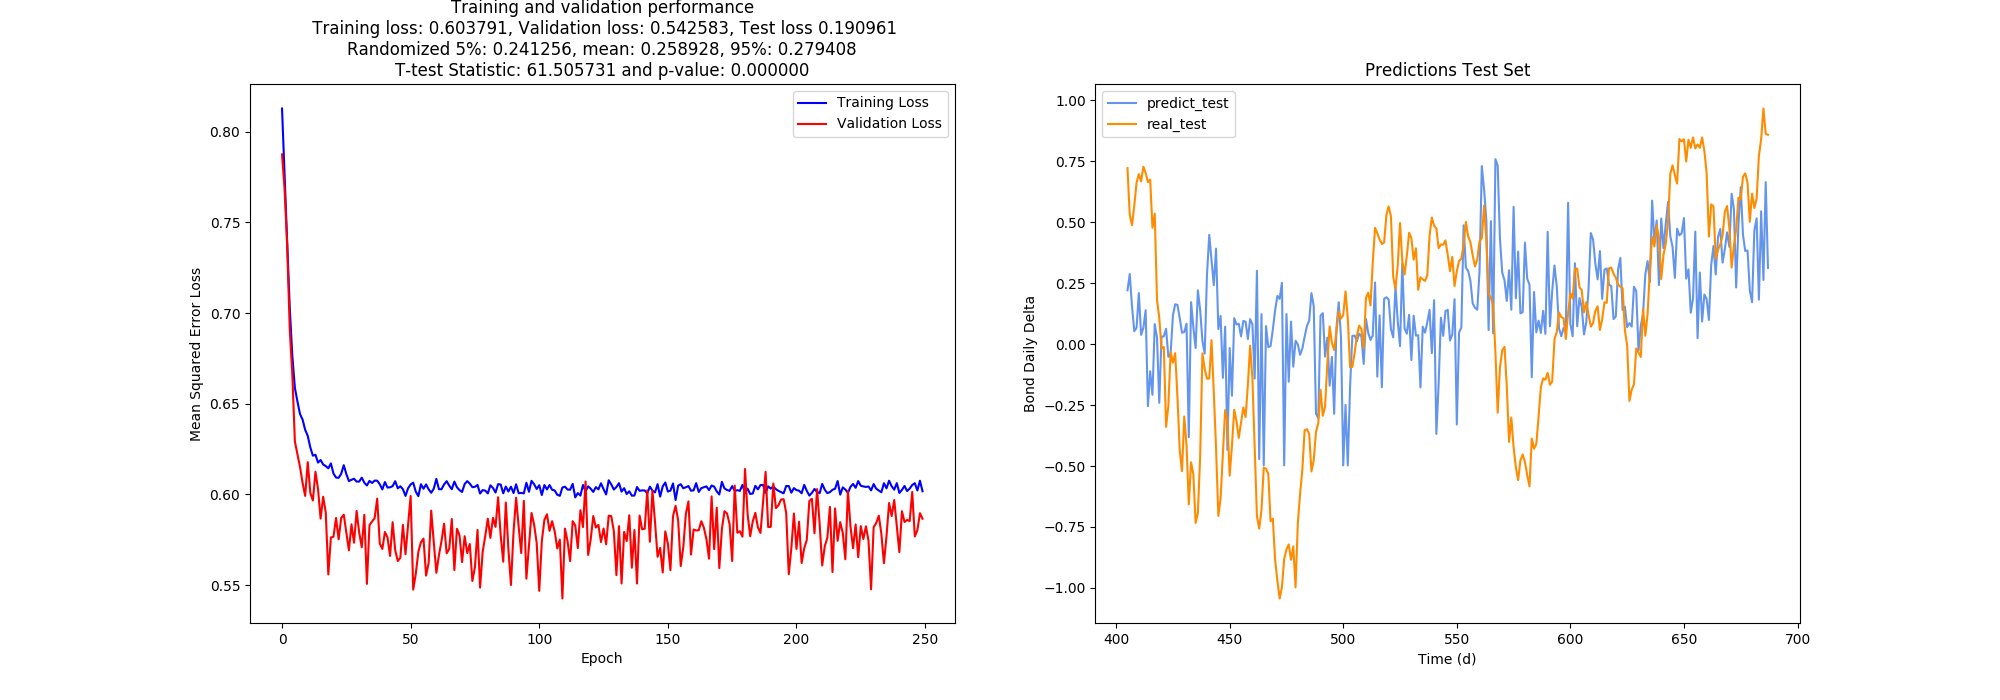 Training and validation performance
Training loss: 0.603791, Validation loss: 0.542583, Test loss 0.190961
Randomized 5%: 0.241256, mean: 0.258928, 95%: 0.279408
T-test Statistic: 61.505731 and p-value: 0.000000
Training Loss
Validation Loss
0.80
0.75
0.70
0.65
0.60
0.55
Mean Squared Error Loss
0
50
100
150
200
250
Epoch
Predictions Test Set
predict_test
real_test
1.00
0.75
0.50
0.25
0.00
−0.25
−0.50
−0.75
−1.00
Bond Daily Delta
400
450
500
550
600
650
700
Time (d)